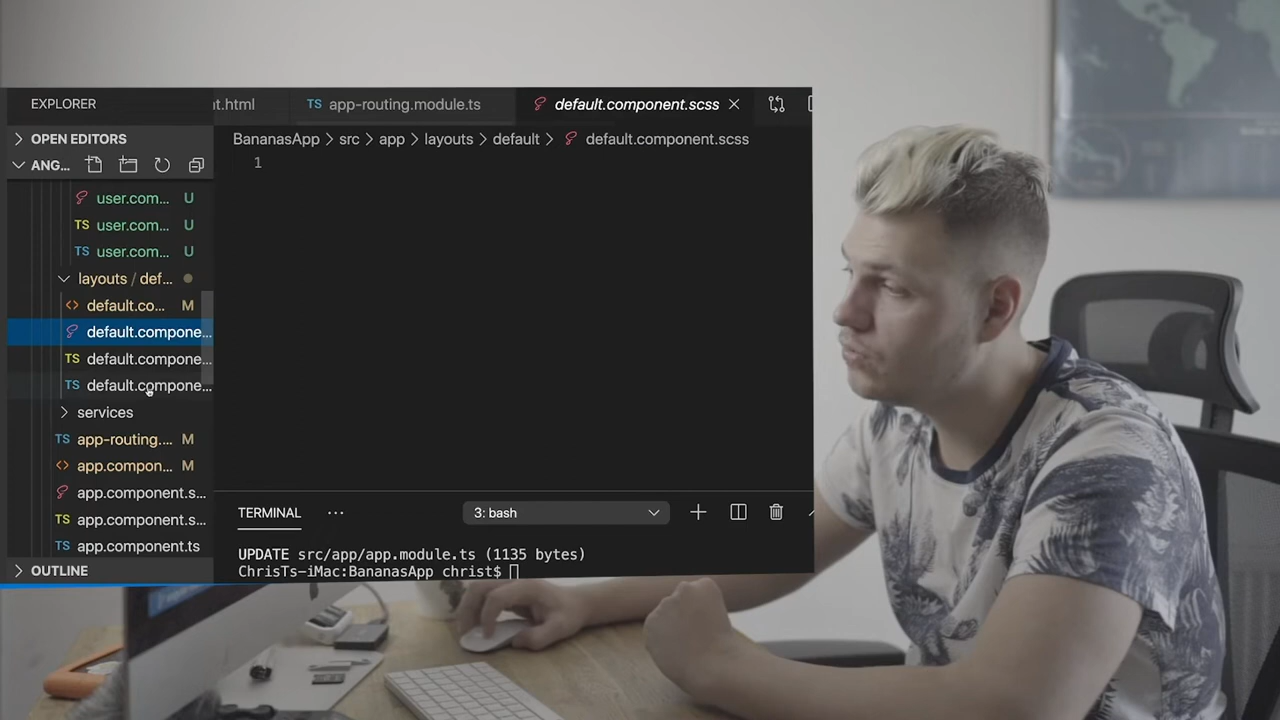 EXPLORER
t.html
TS app-routing.module.ts
default.component.scss
OPEN EDITORS
BananasApp > src > app > layouts > default > default.component.scss
ANG...
1
user.com... U
TS user.com... U
TS user.com... U
layouts / def...
default.co... M
default.compone...
TS default.compone...
TS default.compone...
services
TS app-routing.... M
app.compon... M
app.component.s...
TS app.component.s...
TS app.component.ts
OUTLINE
TERMINAL ...
3: bash
UPDATE src/app/app.module.ts (1135 bytes)
ChrisTs-iMac:BananasApp christ$